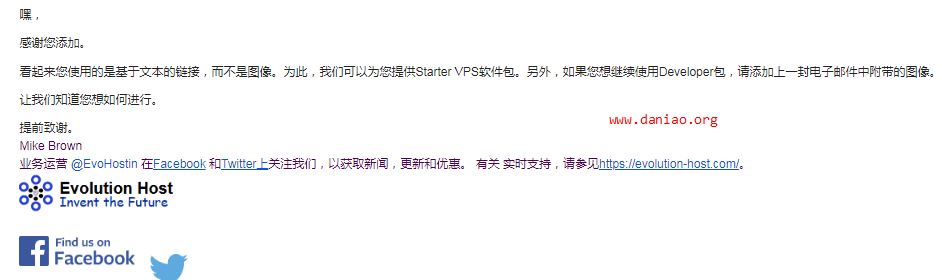 嘿，
感谢您添加。
看起来您使用的是基于文本的链接，而不是图像。为此，我们可以为您提供Starter VPS软件包。另外，如果您想继续使用Developer包，请添加上一封电子邮件中附带的图像。
让我们知道您想如何进行。
www.daniao.org
提前致谢。
Mike Brown
业务运营 @EvoHostin 在Facebook 和Twitter上关注我们，以获取新闻，更新和优惠。 有关 实时支持，请参见https://evolution-host.com/。
Evolution Host
Invent the Future
Find us on
Facebook